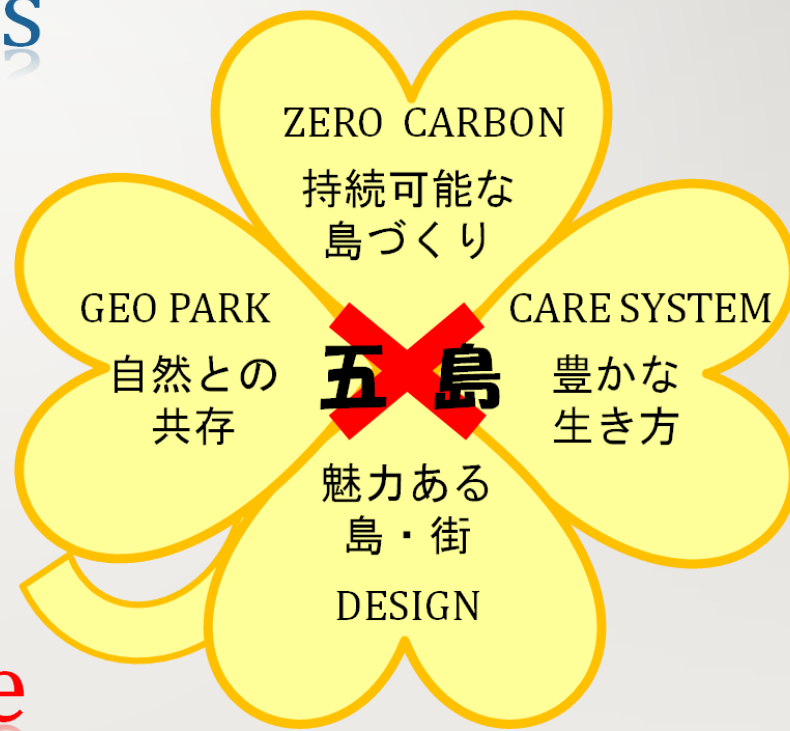 s
ZERO CARBON
持続可能な
島づくり
GEO PARK
自然との
共存
五島
CARE SYSTEM
豊かな
生き方
魅力ある
島・街
DESIGN
e